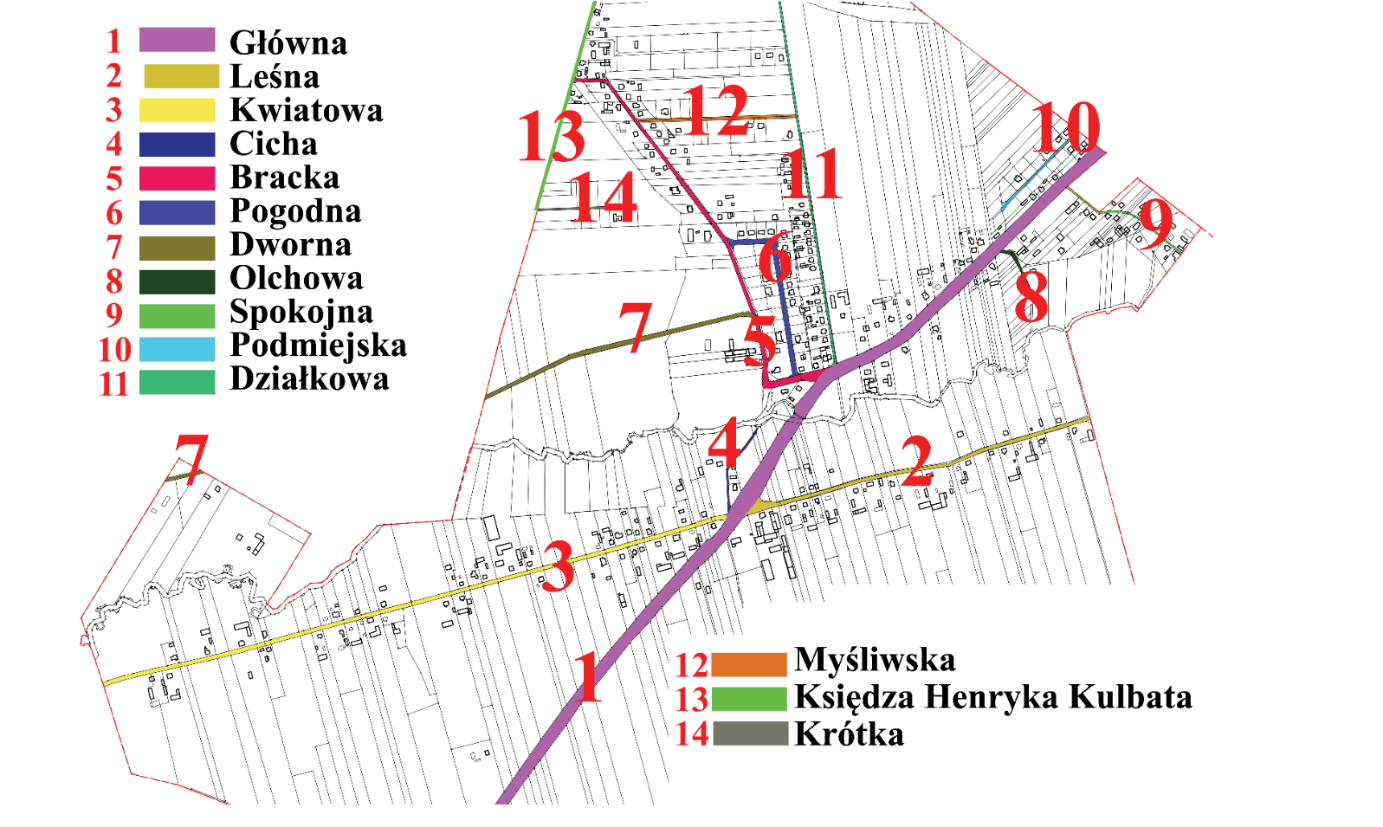 1 Główna
2 Leśna
3 Kwiatowa
4 Cicha
5 Bracka
6 Pogodna
7 Dworna
8 Olchowa
9 Spokojna
10 Podmiejska
11 Działkowa
12
10
13
11
14
9
6
8
7
5
4
2
7
3
1
12 Myśliwska
13 Księdza Henryka Kulbata
14 Krótka